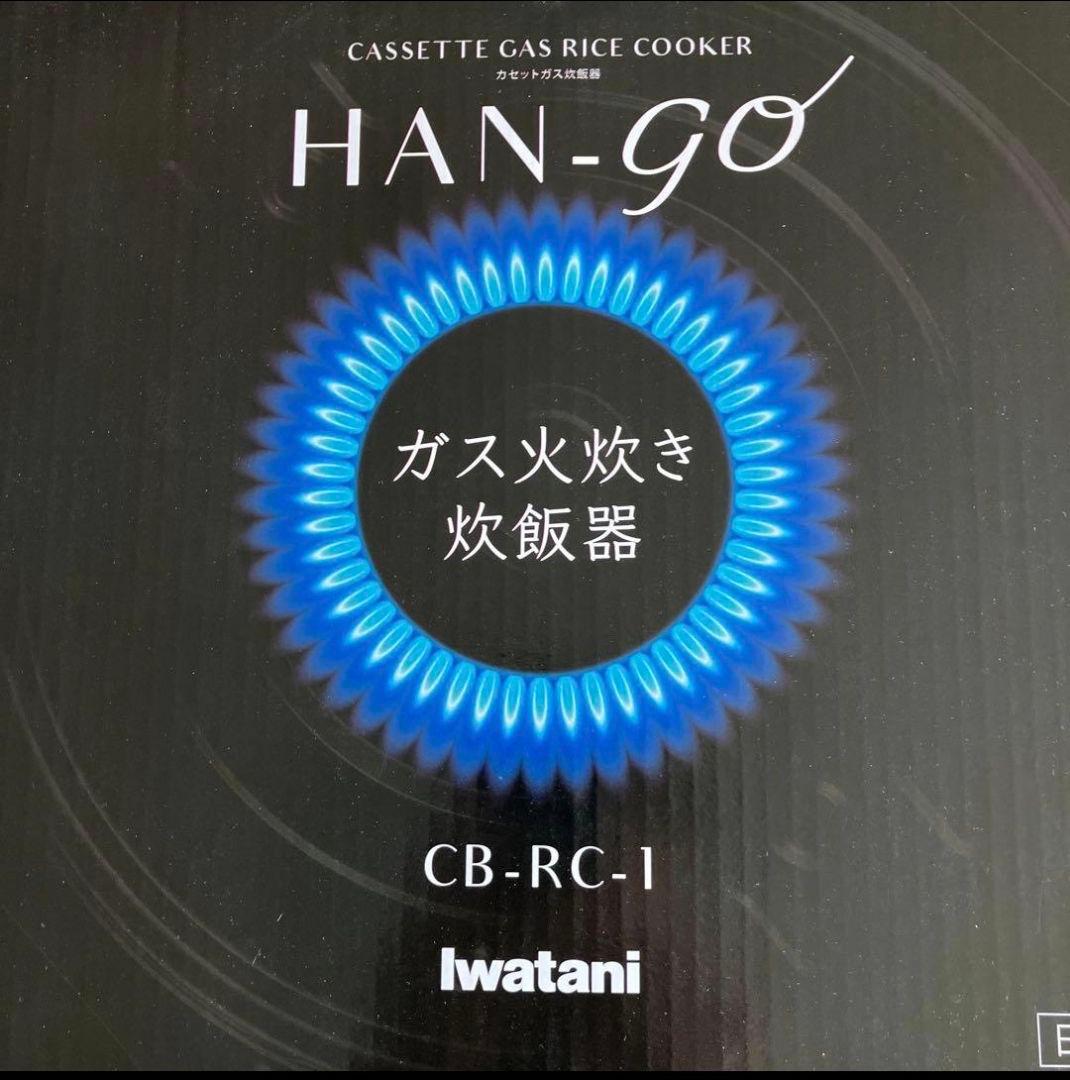 CASSETTE GAS RICE COOKER
カセットガス炊飯器
HAN-GO
ガス火炊き
炊飯器
CB-RC-1
Iwatani